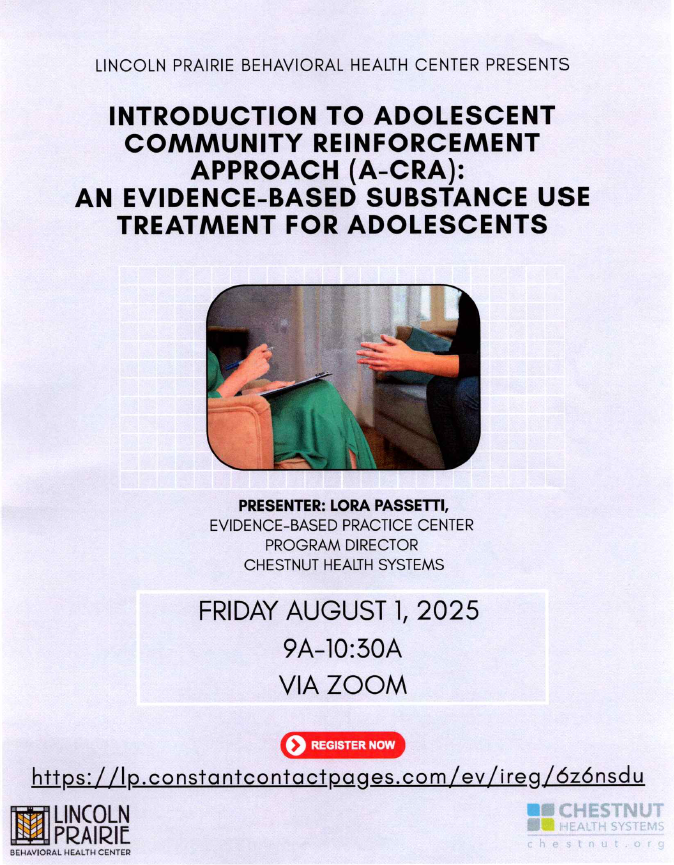 LINCOLN PRAIRIE BEHAVIORAL HEALTH CENTER PRESENTS
INTRODUCTION TO ADOLESCENT
COMMUNITY REINFORCEMENT
APPROACH (A-CRA):
AN EVIDENCE-BASED SUBSTANCE USE
TREATMENT FOR ADOLESCENTS
PRESENTER: LORA PASSETTI,
EVIDENCE-BASED PRACTICE CENTER
PROGRAM DIRECTOR
CHESTNUT HEALTH SYSTEMS
FRIDAY AUGUST 1, 2025
9A-10:30A
VIA ZOOM
REGISTER NOW
https://lp.constantcontactpages.com/ev/ireg/6z6nsdu
LINCOLN
PRAIRIE
BEHAVIORAL HEALTH CENTER
CHESTNUT
HEALTH SYSTEMS
chestnut.org